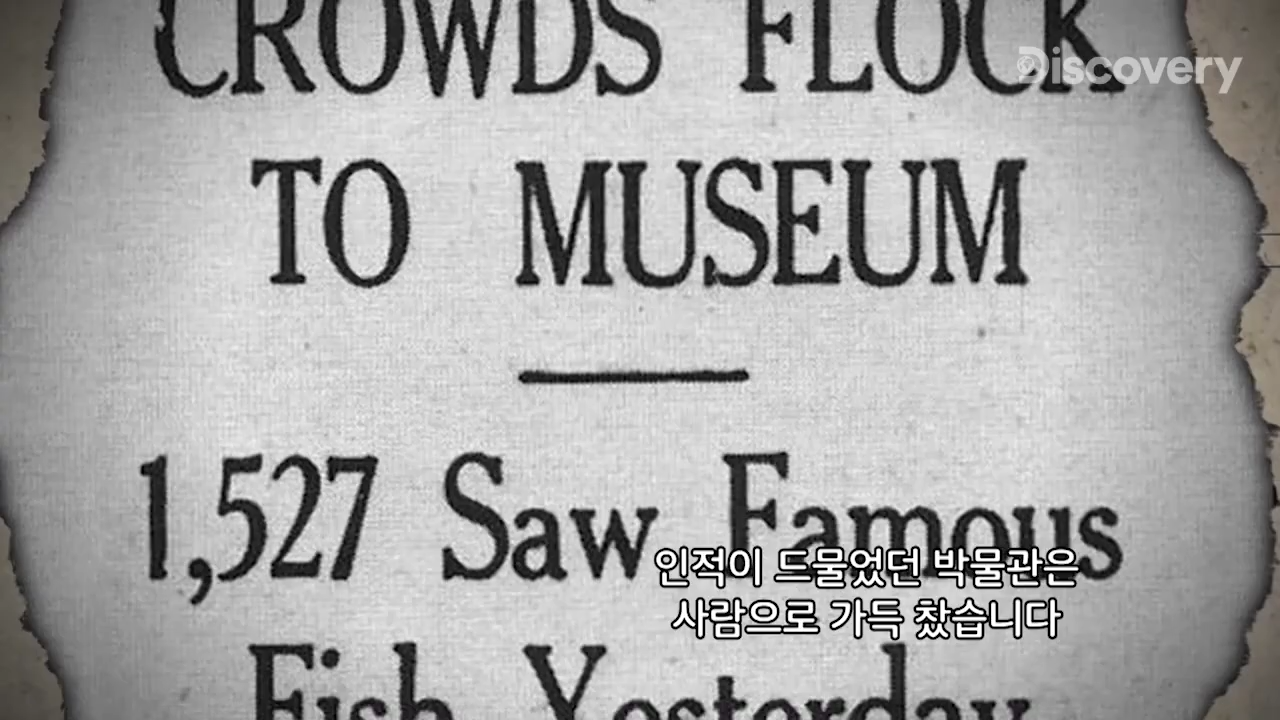 CROWDS FLOCK
Discovery
TO MUSEUM
1,527 Saw Famous
인적이 드물었던 박물관은
사람으로 가득 찼습니다
Fish Yesterday